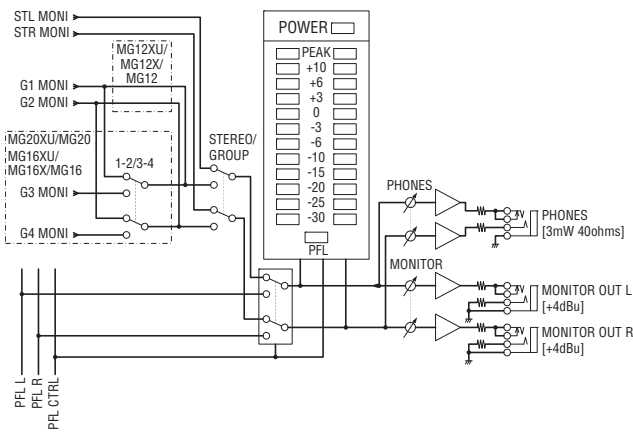 STL MONI
STR MONI
MG12XU/
MG12X/
MG12
G1 MONI
G2 MONI
MG20XU/MG20
MG16XU/
MG16X/MG16
1-2/3-4
G3 MONI
G4 MONI
STEREO/
GROUP
POWER
PEAK
+10
+6
+3
0
-3
-6
-10
-15
-20
-25
-30
PFL
PHONES
MONITOR
PHONES
[3mW 40ohms]
MONITOR OUT L
[+4dBu]
MONITOR OUT R
[+4dBu]
PFL L
PFL R
PFL CTRL